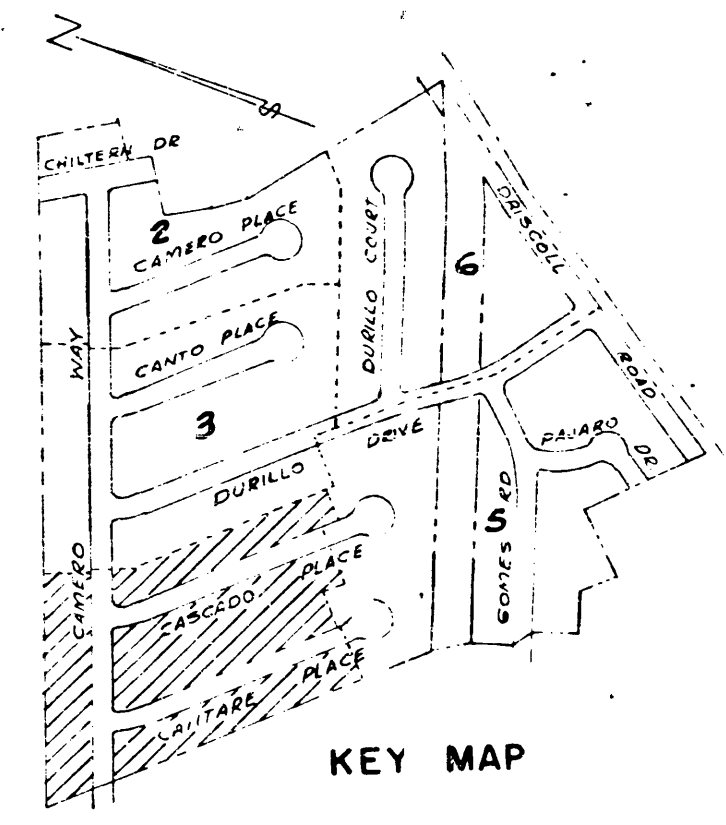 N
S
CHILTERN DR
2
CAMERO PLACE
DRISCOLL ROAD
DURILLO COURT
6
CANTO PLACE
CAMERO WAY
3
DURILLO DRIVE
PAJARO DR
GOMES RD
5
CASCADO PLACE
CANTARE PLACE
KEY MAP